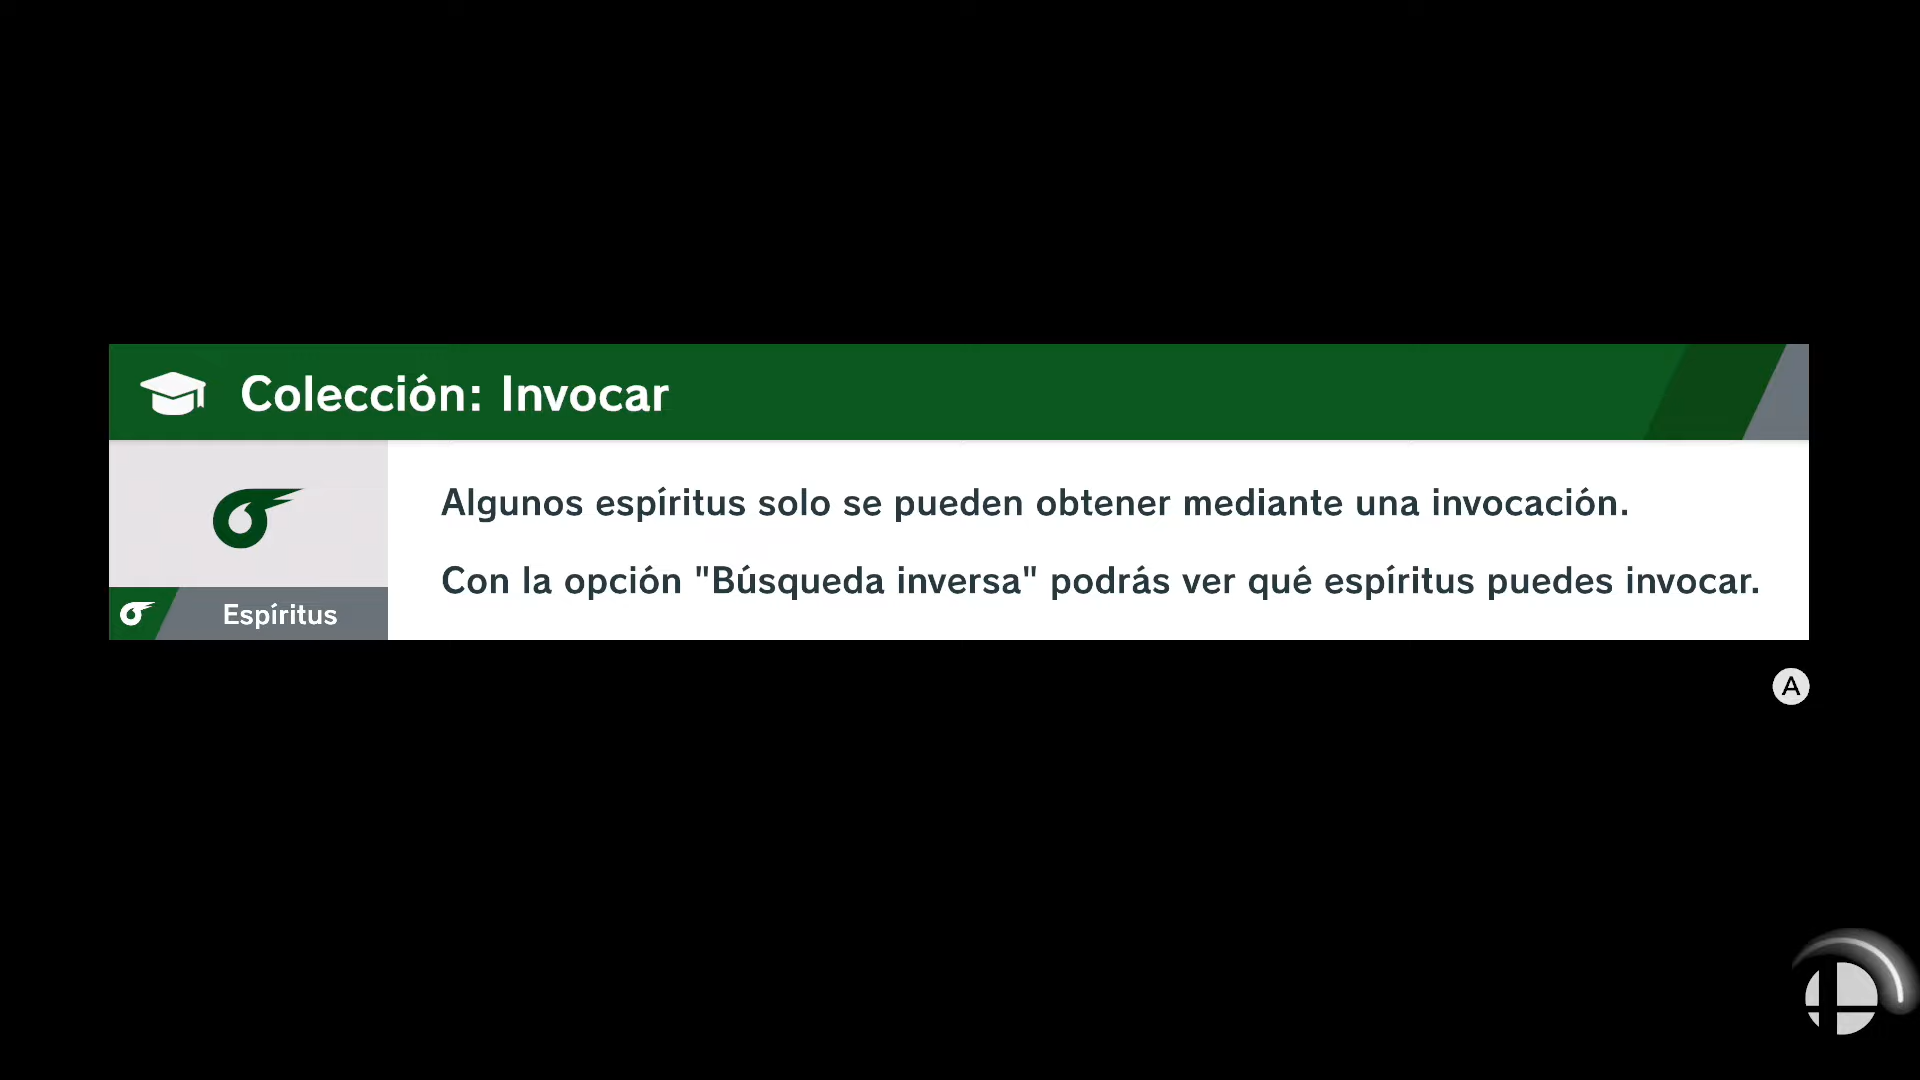 Colección: Invocar
Algunos espíritus solo se pueden obtener mediante una invocación.
Con la opción "Búsqueda inversa" podrás ver qué espíritus puedes invocar.
Espíritus
A